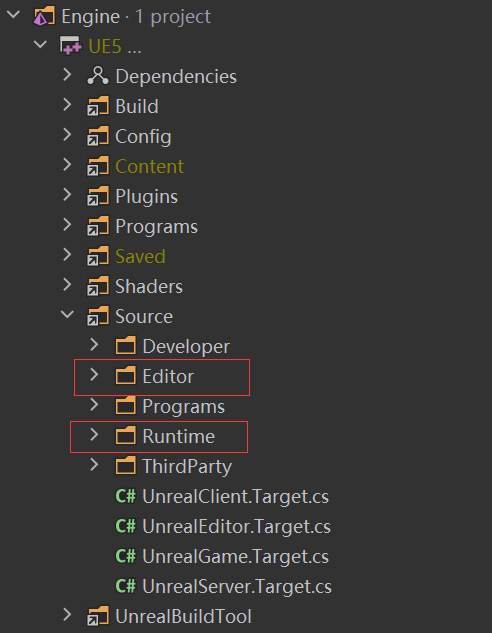 Engine · 1 project
UE5 ...
Dependencies
Build
Config
Content
Plugins
Programs
Saved
Shaders
Source
Developer
Editor
Programs
Runtime
ThirdParty
C# UnrealClient.Target.cs
C# UnrealEditor.Target.cs
C# UnrealGame.Target.cs
C# UnrealServer.Target.cs
UnrealBuildTool